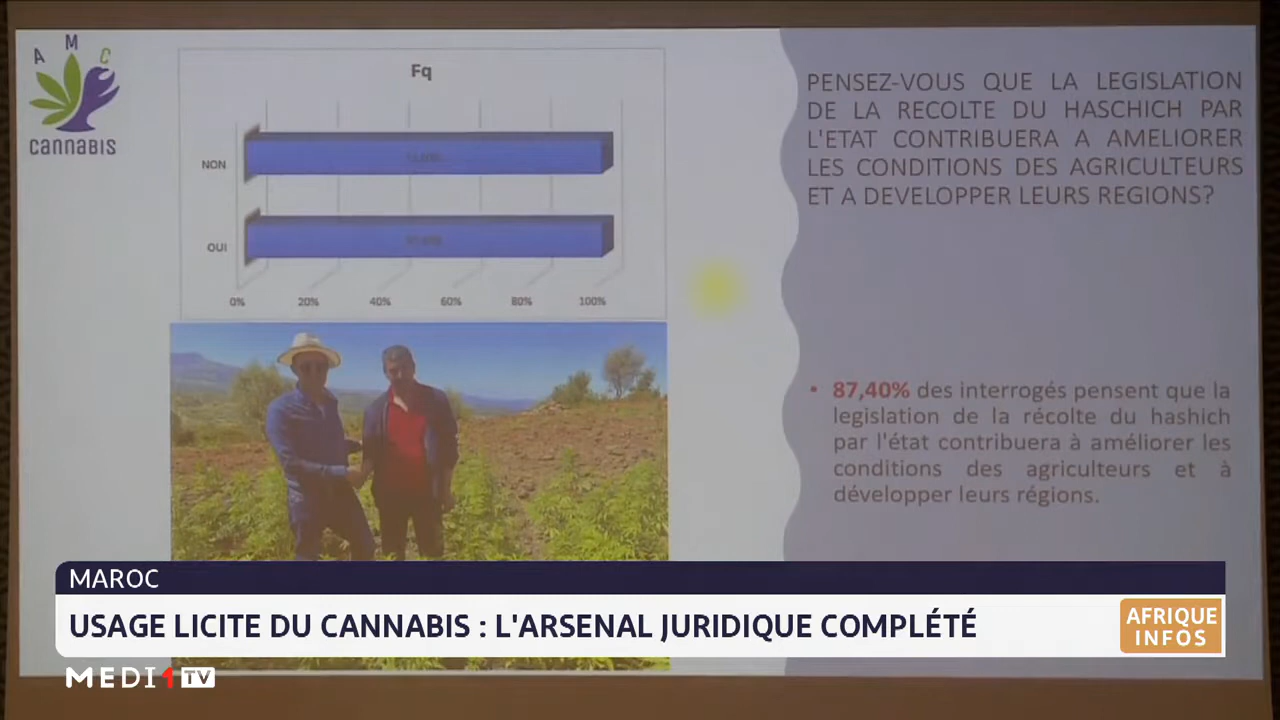 A M C
cannabis
Fq
NON
OUI
0% 20% 40% 60% 80% 100%
PENSEZ-VOUS QUE LA LEGISLATION
DE LA RECOLTE DU HASCHICH PAR
L'ETAT CONTRIBUERA A AMELIORER
LES CONDITIONS DES AGRICULTEURS
ET A DEVELOPPER LEURS REGIONS?
• 87,40% des interrogés pensent que la
legislation de la récolte du hashich
par l'état contribuera à améliorer les
conditions des agriculteurs et à
développer leurs régions.
MAROC
USAGE LICITE DU CANNABIS : L'ARSENAL JURIDIQUE COMPLÉTÉ
AFRIQUE
INFOS
MEDI1 TV